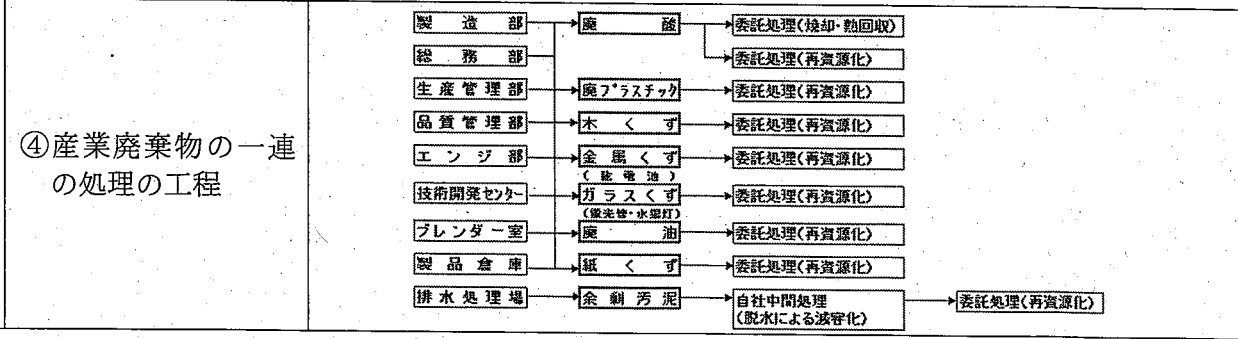 ④産業廃棄物の一連
の処理の工程
製造部
廃酸
委託処理(焼却・熱回収)
総務部
委託処理(再資源化)
生産管理部
廃プラスチック
委託処理(再資源化)
品質管理部
木くず
委託処理(再資源化)
エンジ部
金属くず
(乾電池)
委託処理(再資源化)
技術開発センター
ガラスくず
(蛍光管・水銀灯)
委託処理(再資源化)
ブレンダー室
廃油
委託処理(再資源化)
製品倉庫
紙くず
委託処理(再資源化)
排水処理場
余剰汚泥
自社中間処理
(脱水による減容化)
委託処理(再資源化)